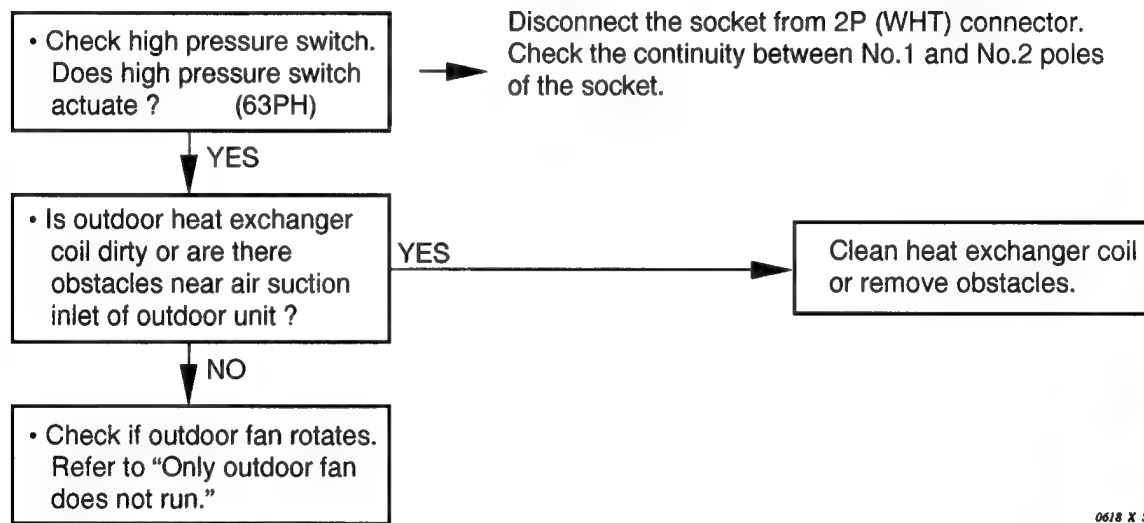 • Check high pressure switch.
Does high pressure switch
actuate ? (63PH)
Disconnect the socket from 2P (WHT) connector.
Check the continuity between No.1 and No.2 poles
of the socket.
YES
• Is outdoor heat exchanger
coil dirty or are there
obstacles near air suction
inlet of outdoor unit ?
YES
Clean heat exchanger coil
or remove obstacles.
NO
• Check if outdoor fan rotates.
Refer to “Only outdoor fan
does not run.”
0618 X